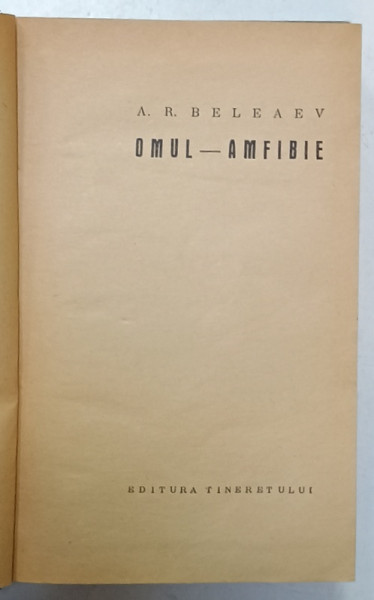 A. R. BELEAEV
OMUL — AMFIBIE
EDITURA TINERETULUI